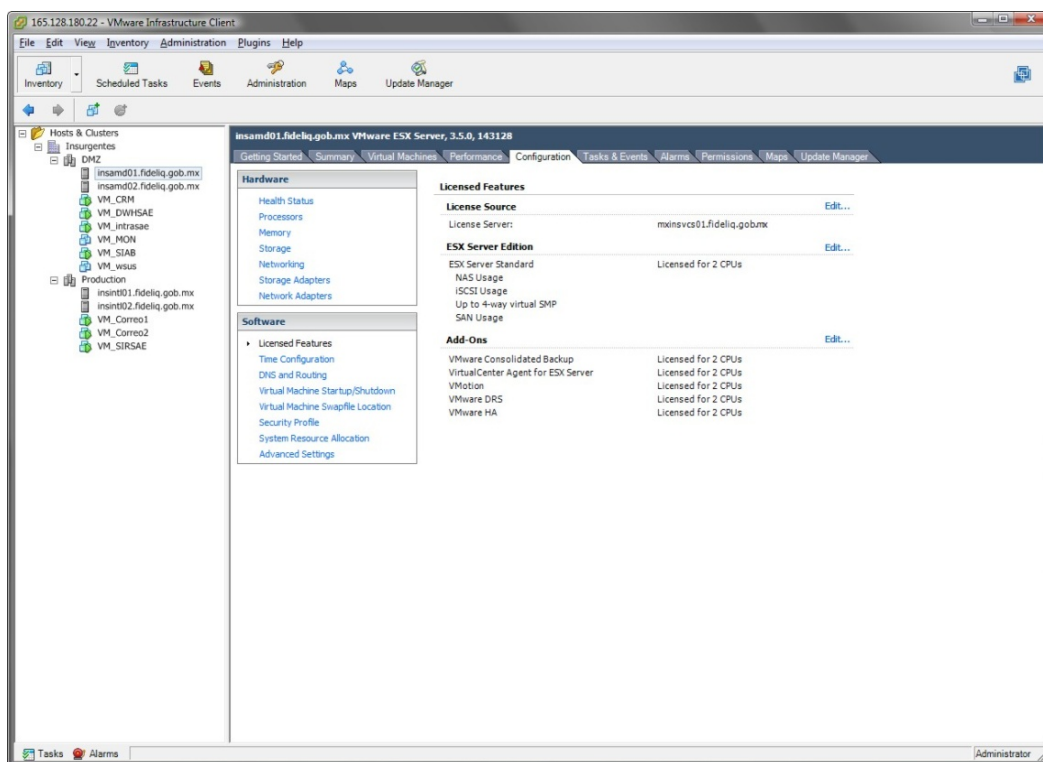 165.128.180.22 - VMware Infrastructure Client
File Edit View Inventory Administration Plugins Help
Inventory Scheduled Tasks Events Administration Maps Update Manager
Hosts & Clusters
Insurgentes
DMZ
insamd01.fideliq.gob.mx
insamd02.fideliq.gob.mx
VM_CRM
VM_DWHSAE
VM_intrasae
VM_MON
VM_SIAB
VM_wsus
Production
insintl01.fideliq.gob.mx
insintl02.fideliq.gob.mx
VM_Correo1
VM_Correo2
VM_SIRSAE
insamd01.fideliq.gob.mx VMware ESX Server, 3.5.0, 143128
Getting Started Summary Virtual Machines Performance Configuration Tasks & Events Alarms Permissions Maps Update Manager
Hardware
Health Status
Processors
Memory
Storage
Networking
Storage Adapters
Network Adapters
Software
Licensed Features
Time Configuration
DNS and Routing
Virtual Machine Startup/Shutdown
Virtual Machine Swapfile Location
Security Profile
System Resource Allocation
Advanced Settings
Licensed Features
License Source Edit...
License Server: mxinsvcs01.fideliq.gob.mx
ESX Server Edition Edit...
ESX Server Standard Licensed for 2 CPUs
NAS Usage
iSCSI Usage
Up to 4-way virtual SMP
SAN Usage
Add-Ons Edit...
VMware Consolidated Backup Licensed for 2 CPUs
VirtualCenter Agent for ESX Server Licensed for 2 CPUs
VMotion Licensed for 2 CPUs
VMware DRS Licensed for 2 CPUs
VMware HA Licensed for 2 CPUs
Tasks Alarms Administrator